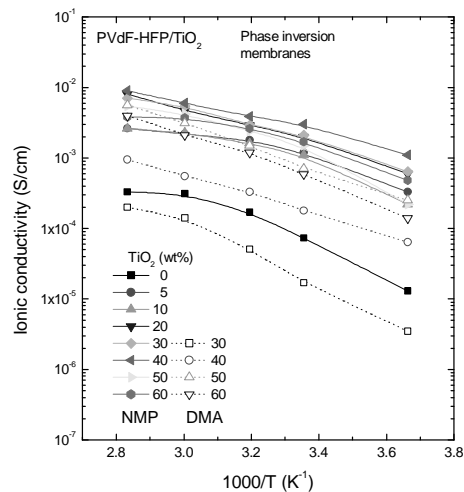 PVdF-HFP/TiO₂ Phase inversion
membranes
10⁻¹
10⁻²
10⁻³
1x10⁻⁴
1x10⁻⁵
10⁻⁶
10⁻⁷
Ionic conductivity (S/cm)
TiO₂ (wt%)
0
5
10
20
30 30
40 40
50 50
60 60
NMP DMA
2.8 3.0 3.2 3.4 3.6 3.8
1000/T (K⁻¹)